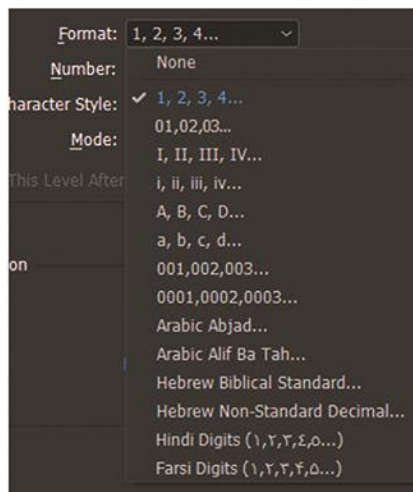 Format: 1, 2, 3, 4...
Number:
None
haracter Style:
1, 2, 3, 4...
01,02,03...
Mode:
I, II, III, IV...
This Level After
i, ii, iii, iv...
A, B, C, D...
a, b, c, d...
on
001,002,003...
0001,0002,0003...
Arabic Abjad...
Arabic Alif Ba Tah...
Hebrew Biblical Standard...
Hebrew Non-Standard Decimal...
Hindi Digits (١,٢,٣,٤,٥...)
Farsi Digits (۱,۲,۳,۴,۵...)